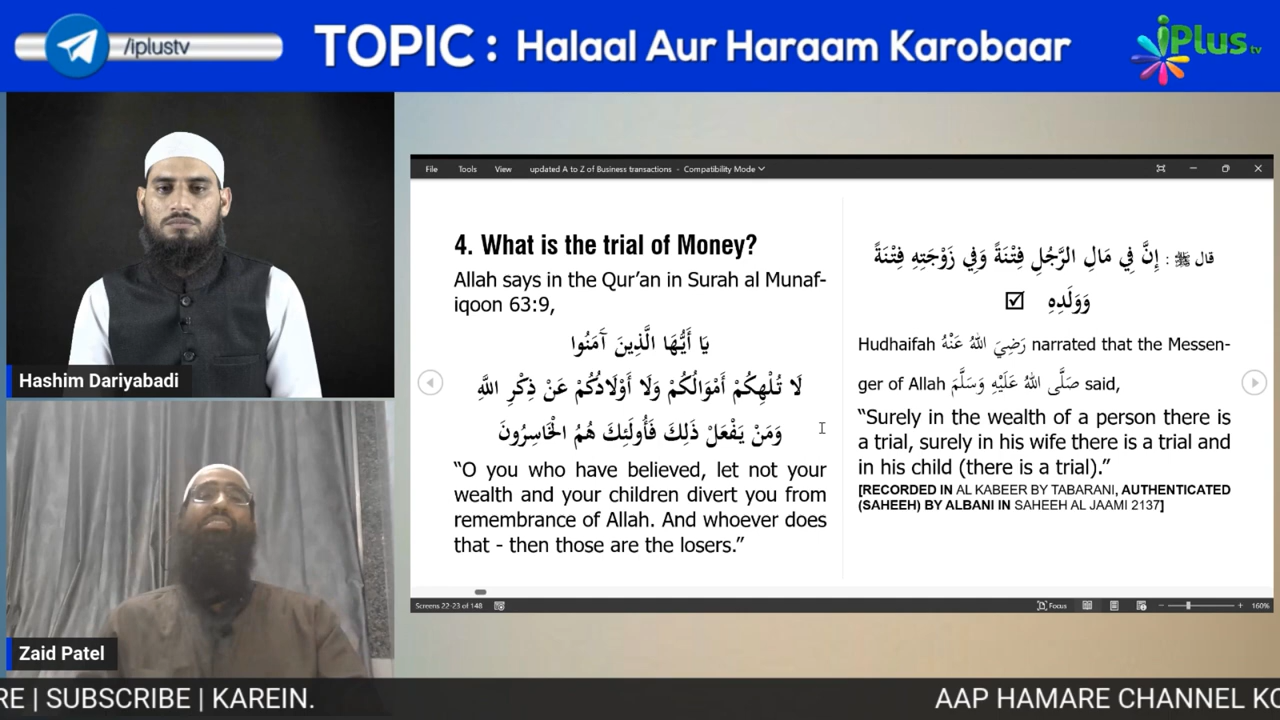 /iplustv
TOPIC : Halaal Aur Haraam Karobaar
iPlus tv
Hashim Dariyabadi
Zaid Patel
File Tools View updated A to Z of Business transactions - Compatibility Mode
4. What is the trial of Money?
Allah says in the Qur'an in Surah al Munaf-
iqoon 63:9,
يَا أَيُّهَا الَّذِينَ آمَنُوا
لَا تُلْهِكُمْ أَمْوَالُكُمْ وَلَا أَوْلَادُكُمْ عَنْ ذِكْرِ اللَّهِ
وَمَنْ يَفْعَلْ ذَلِكَ فَأُولَئِكَ هُمُ الْخَاسِرُونَ
“O you who have believed, let not your
wealth and your children divert you from
remembrance of Allah. And whoever does
that - then those are the losers.”
قال ﷺ : إِنَّ فِي مَالِ الرَّجُلِ فِتْنَةً وَفِي زَوْجَتِهِ فِتْنَةً
وَوَلَدِهِ ☑
Hudhaifah رَضِيَ اللهُ عَنْهُ narrated that the Messen-
ger of Allah صَلَّى اللهُ عَلَيْهِ وَسَلَّمَ said,
“Surely in the wealth of a person there is
a trial, surely in his wife there is a trial and
in his child (there is a trial).”
[RECORDED IN AL KABEER BY TABARANI, AUTHENTICATED
(SAHEEH) BY ALBANI IN SAHEEH AL JAAMI 2137]
Screens 22-23 of 148
Focus
160%
RE | SUBSCRIBE | KAREIN.
AAP HAMARE CHANNEL KO